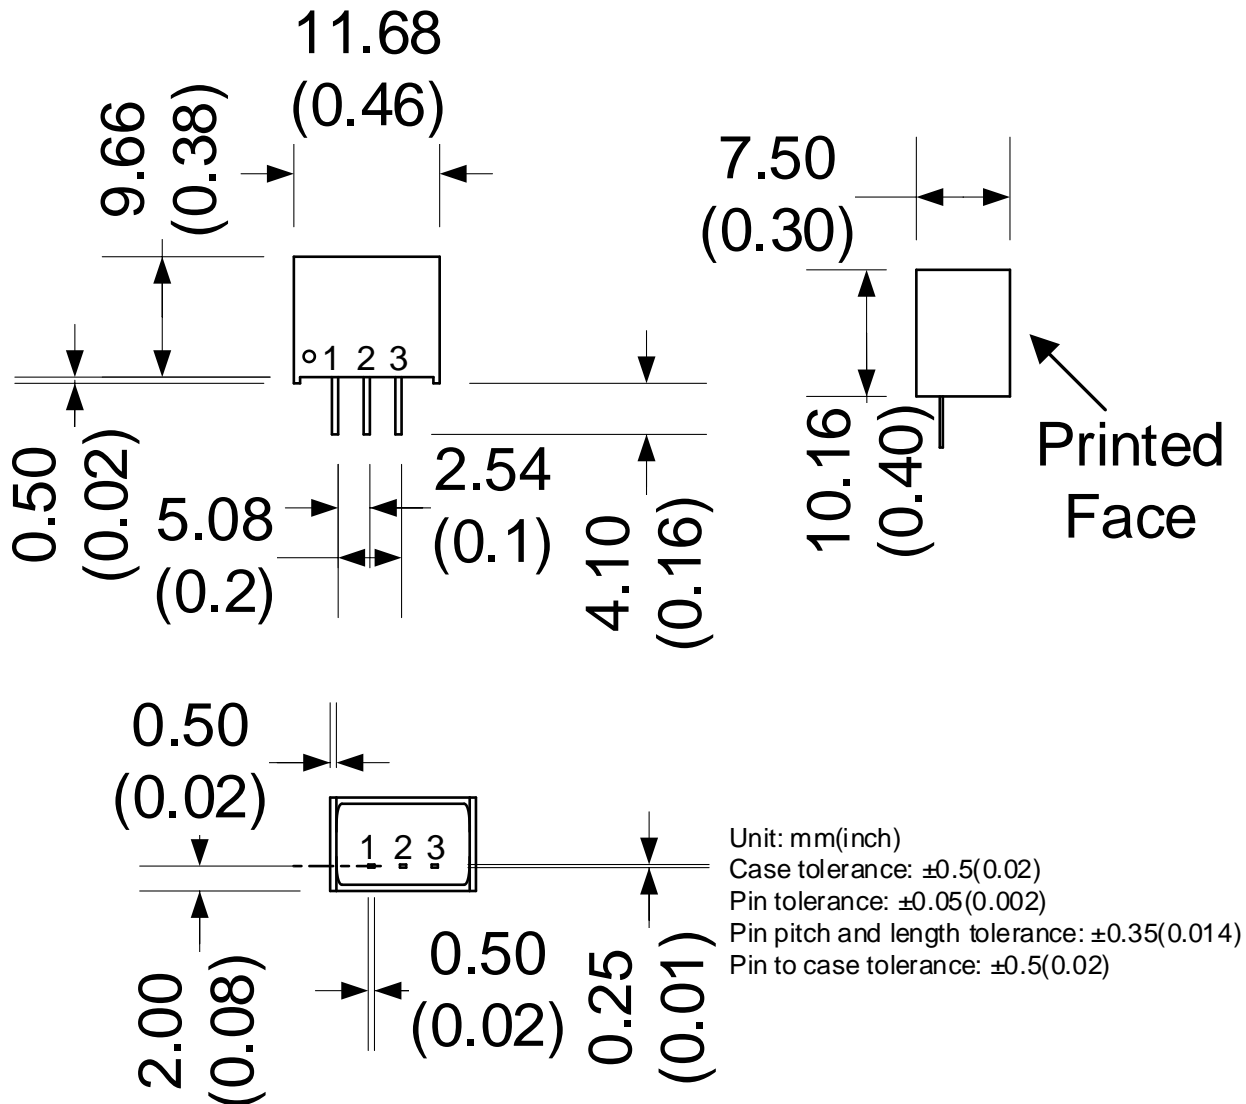 11.68
(0.46)
9.66
(0.38)
7.50
(0.30)
1 2 3
0.50
(0.02)
5.08
(0.2)
2.54
(0.1)
4.10
(0.16)
10.16
(0.40)
Printed
Face
0.50
(0.02)
1 2 3
2.00
(0.08)
0.50
(0.02)
0.25
(0.01)
Unit: mm(inch)
Case tolerance: ±0.5(0.02)
Pin tolerance: ±0.05(0.002)
Pin pitch and length tolerance: ±0.35(0.014)
Pin to case tolerance: ±0.5(0.02)